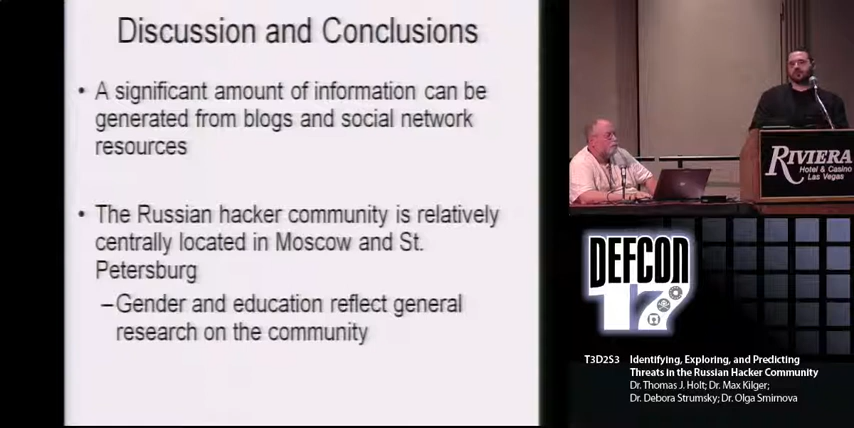 Discussion and Conclusions
• A significant amount of information can be
generated from blogs and social network
resources
• The Russian hacker community is relatively
centrally located in Moscow and St.
Petersburg
–Gender and education reflect general
research on the community
RIVIERA
Hotel & Casino
Las Vegas
DEFCON
17
T3D2S3 Identifying, Exploring, and Predicting
Threats in the Russian Hacker Community
Dr. Thomas J. Holt; Dr. Max Kilger;
Dr. Debora Strumsky; Dr. Olga Smirnova